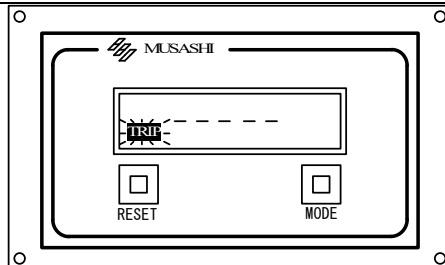 MUSASHI
- - - - -
TRIP
RESET
MODE